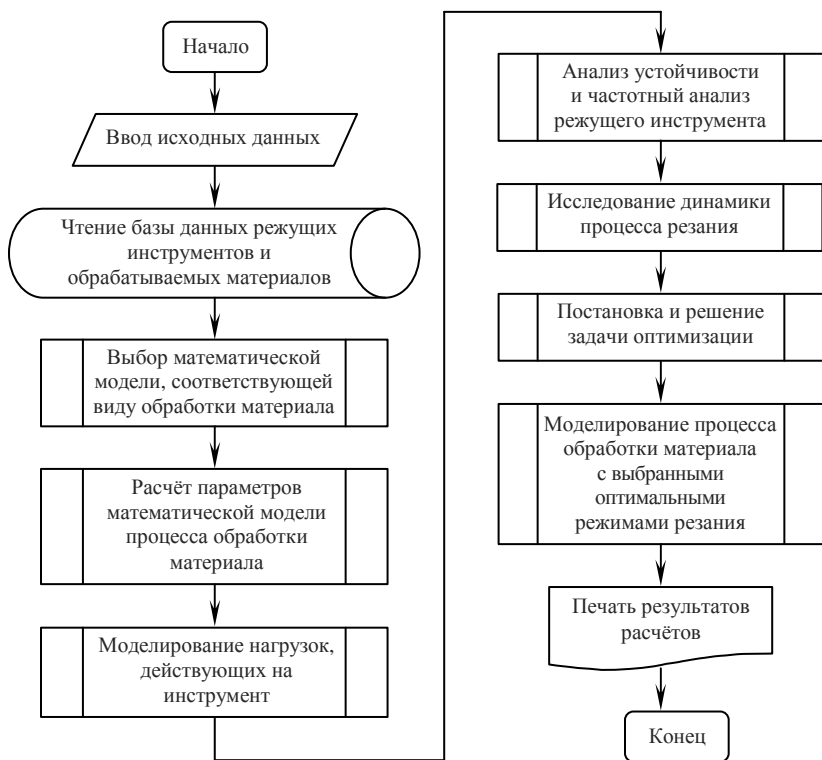 Начало
Ввод исходных данных
Чтение базы данных режущих
инструментов и
обрабатываемых материалов
Выбор математической
модели, соответствующей
виду обработки материала
Расчёт параметров
математической модели
процесса обработки
материала
Моделирование нагрузок,
действующих на
инструмент
Анализ устойчивости
и частотный анализ
режущего инструмента
Исследование динамики
процесса резания
Постановка и решение
задачи оптимизации
Моделирование процесса
обработки материала
с выбранными
оптимальными
режимами резания
Печать результатов
расчётов
Конец